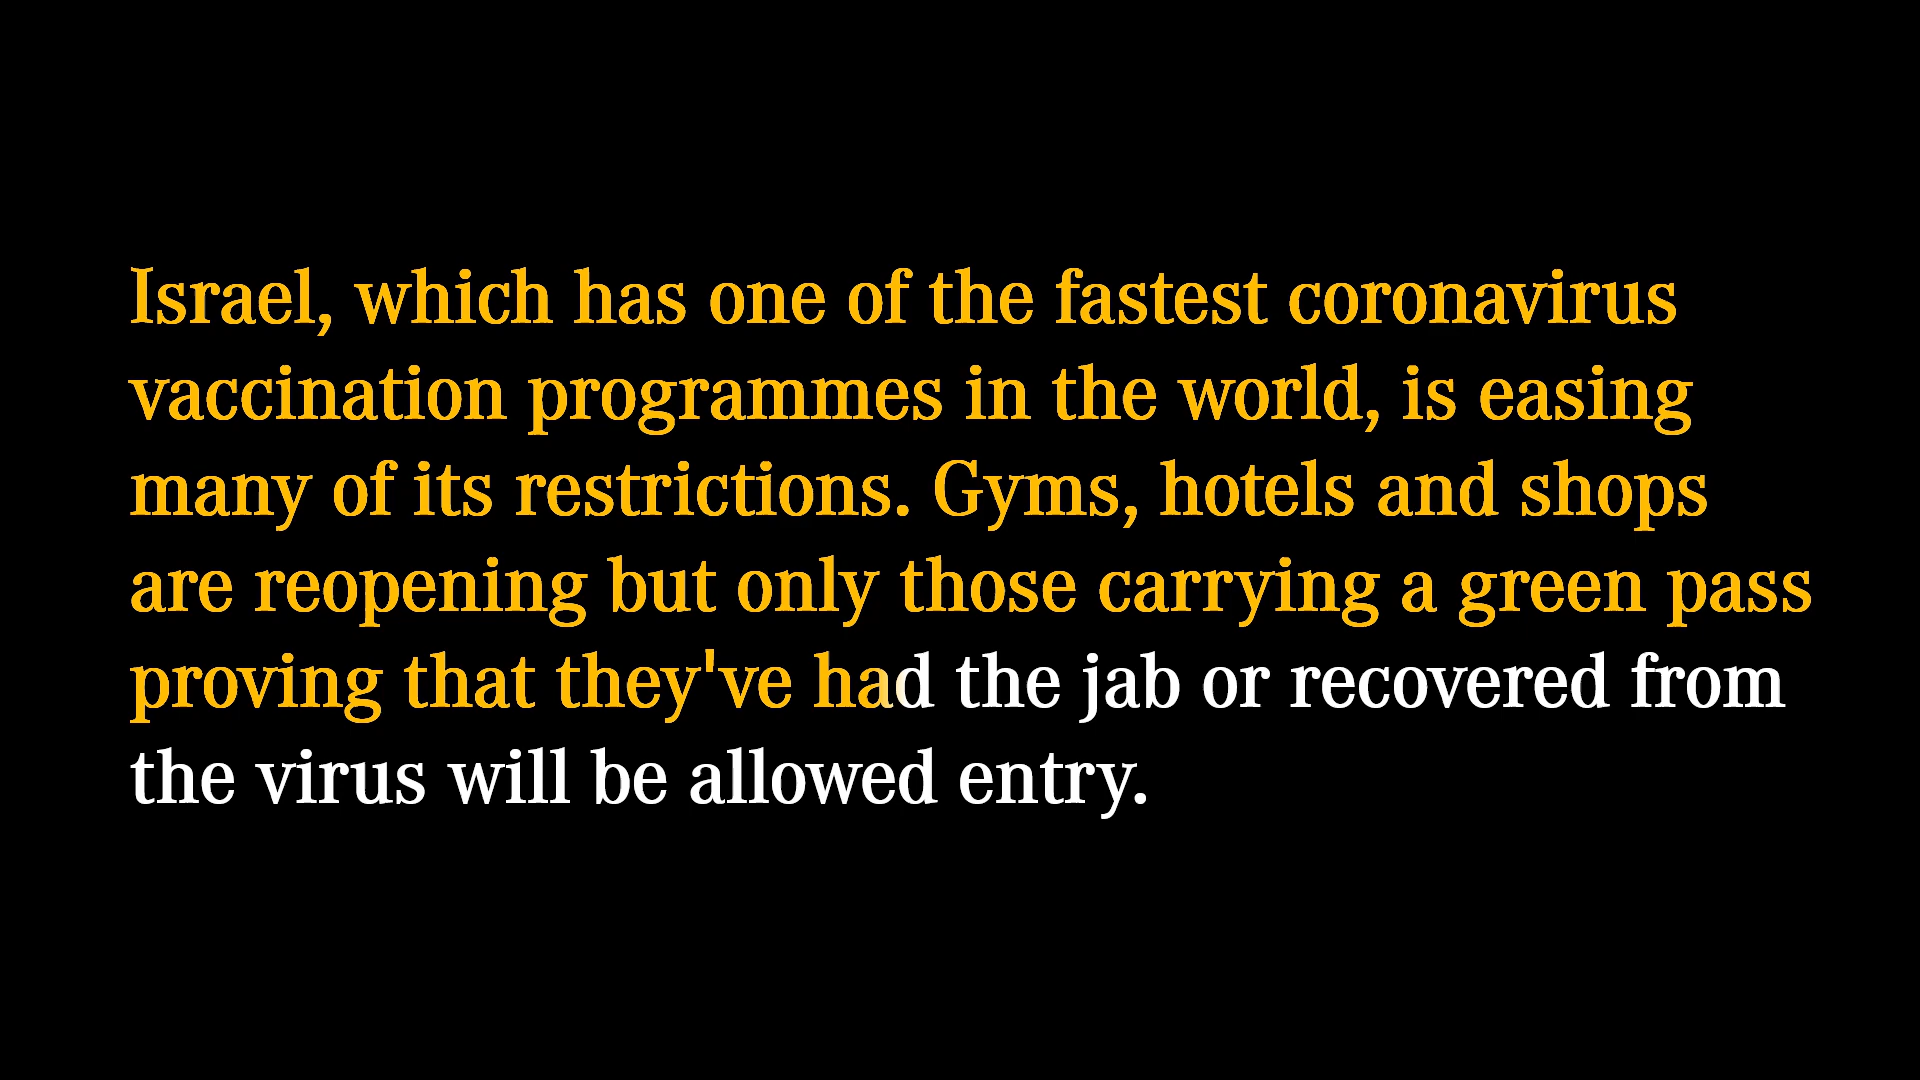 Israel, which has one of the fastest coronavirus
vaccination programmes in the world, is easing
many of its restrictions. Gyms, hotels and shops
are reopening but only those carrying a green pass
proving that they've had the jab or recovered from
the virus will be allowed entry.